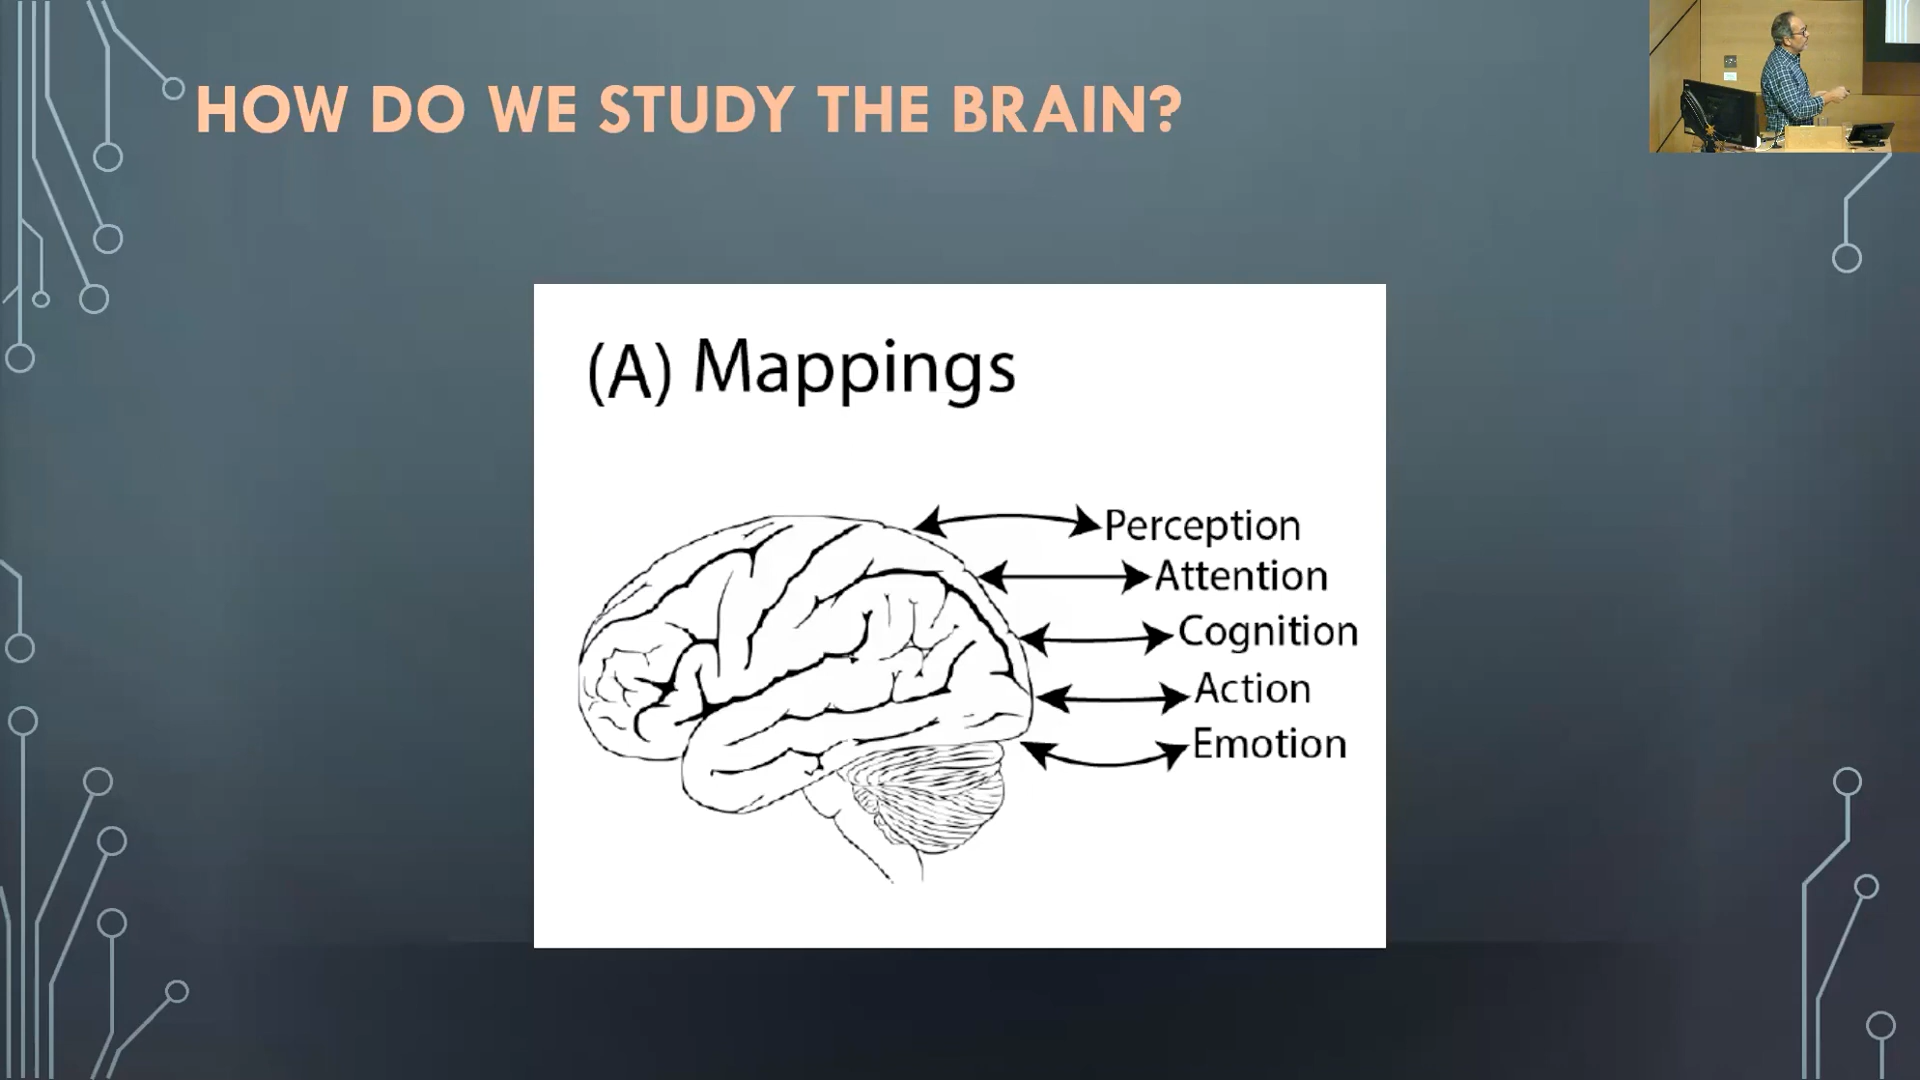 HOW DO WE STUDY THE BRAIN?
(A) Mappings
Perception
Attention
Cognition
Action
Emotion